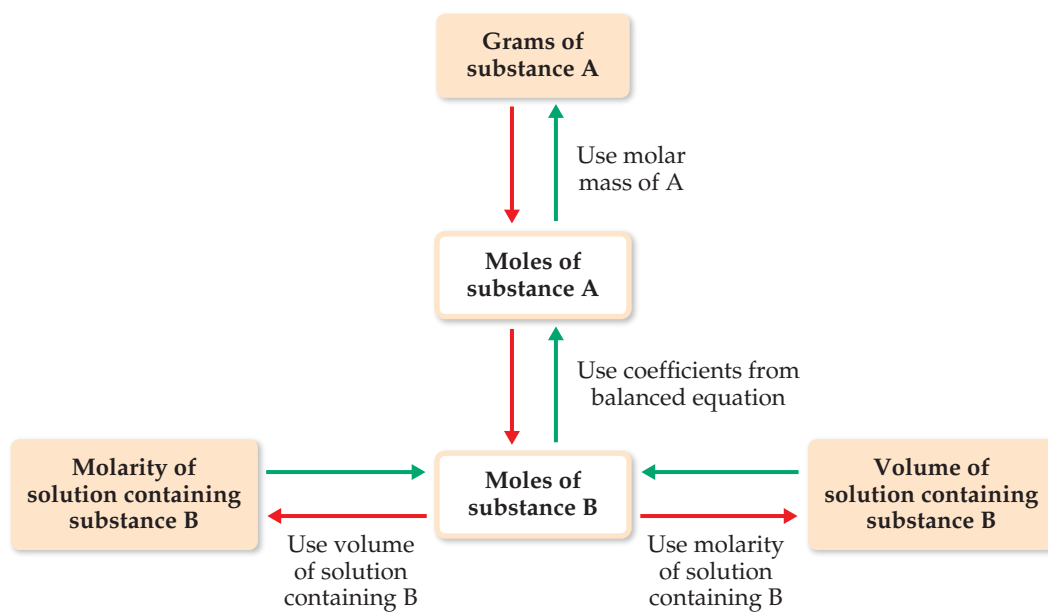 Grams of
substance A
Use molar
mass of A
Moles of
substance A
Use coefficients from
balanced equation
Molarity of
solution containing
substance B
Moles of
substance B
Volume of
solution containing
substance B
Use volume
of solution
containing B
Use molarity
of solution
containing B